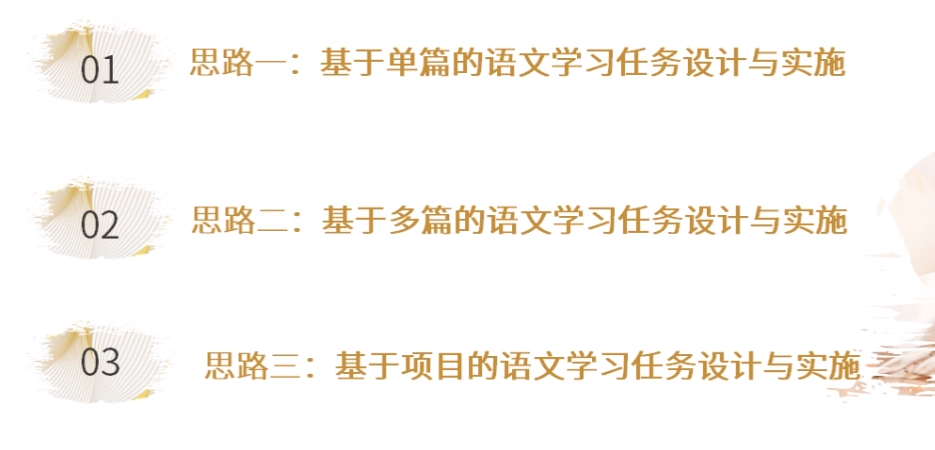 01 思路一：基于单篇的语文学习任务设计与实施
02 思路二：基于多篇的语文学习任务设计与实施
03 思路三：基于项目的语文学习任务设计与实施